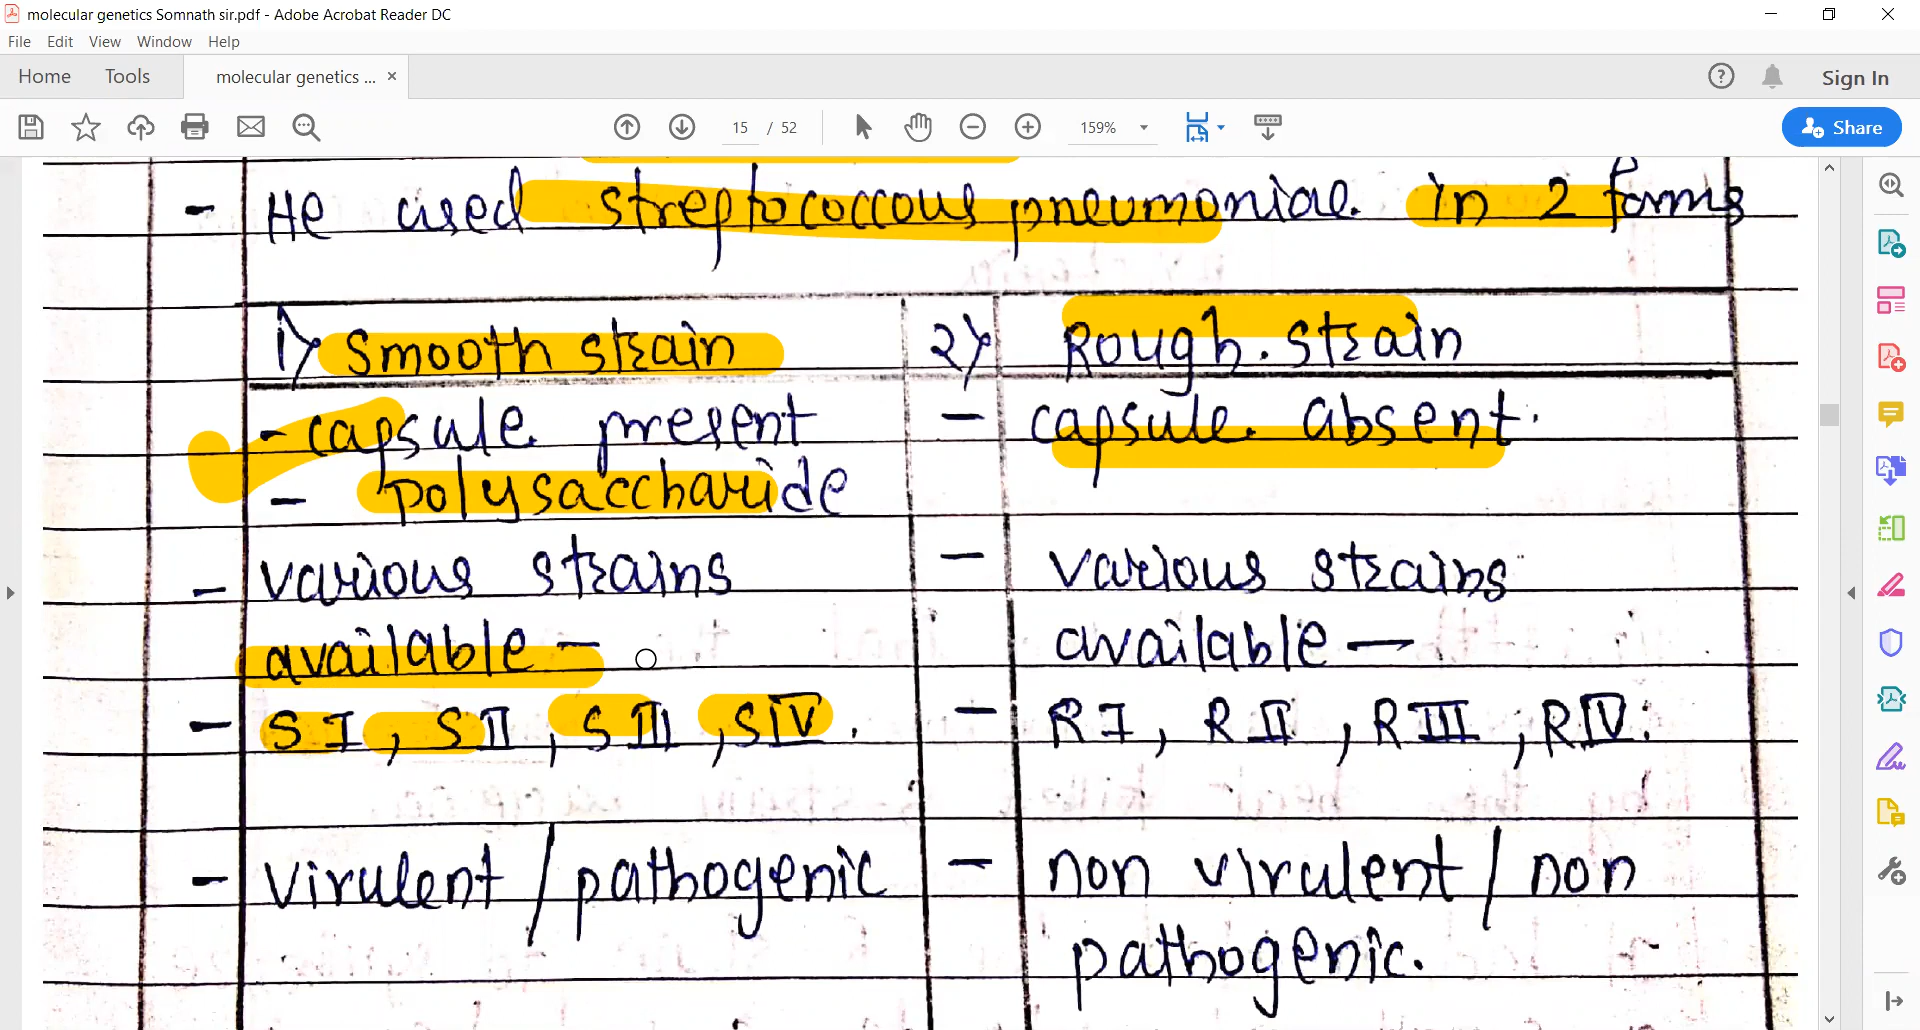 molecular genetics Somnath sir.pdf - Adobe Acrobat Reader DC
File Edit View Window Help
Home Tools molecular genetics ... × Sign In
15 / 52 159% Share
- He used streptococcous pneumoniae. in 2 forms
1) Smooth strain 2) Rough. strain
- capsule present - capsule absent.
- polysaccharide
- various strains - various strains
available - available -
- S I, S II, S III, S IV. - R I, R II, R III, R IV.
- virulent / pathogenic - non virulent / non
pathogenic.